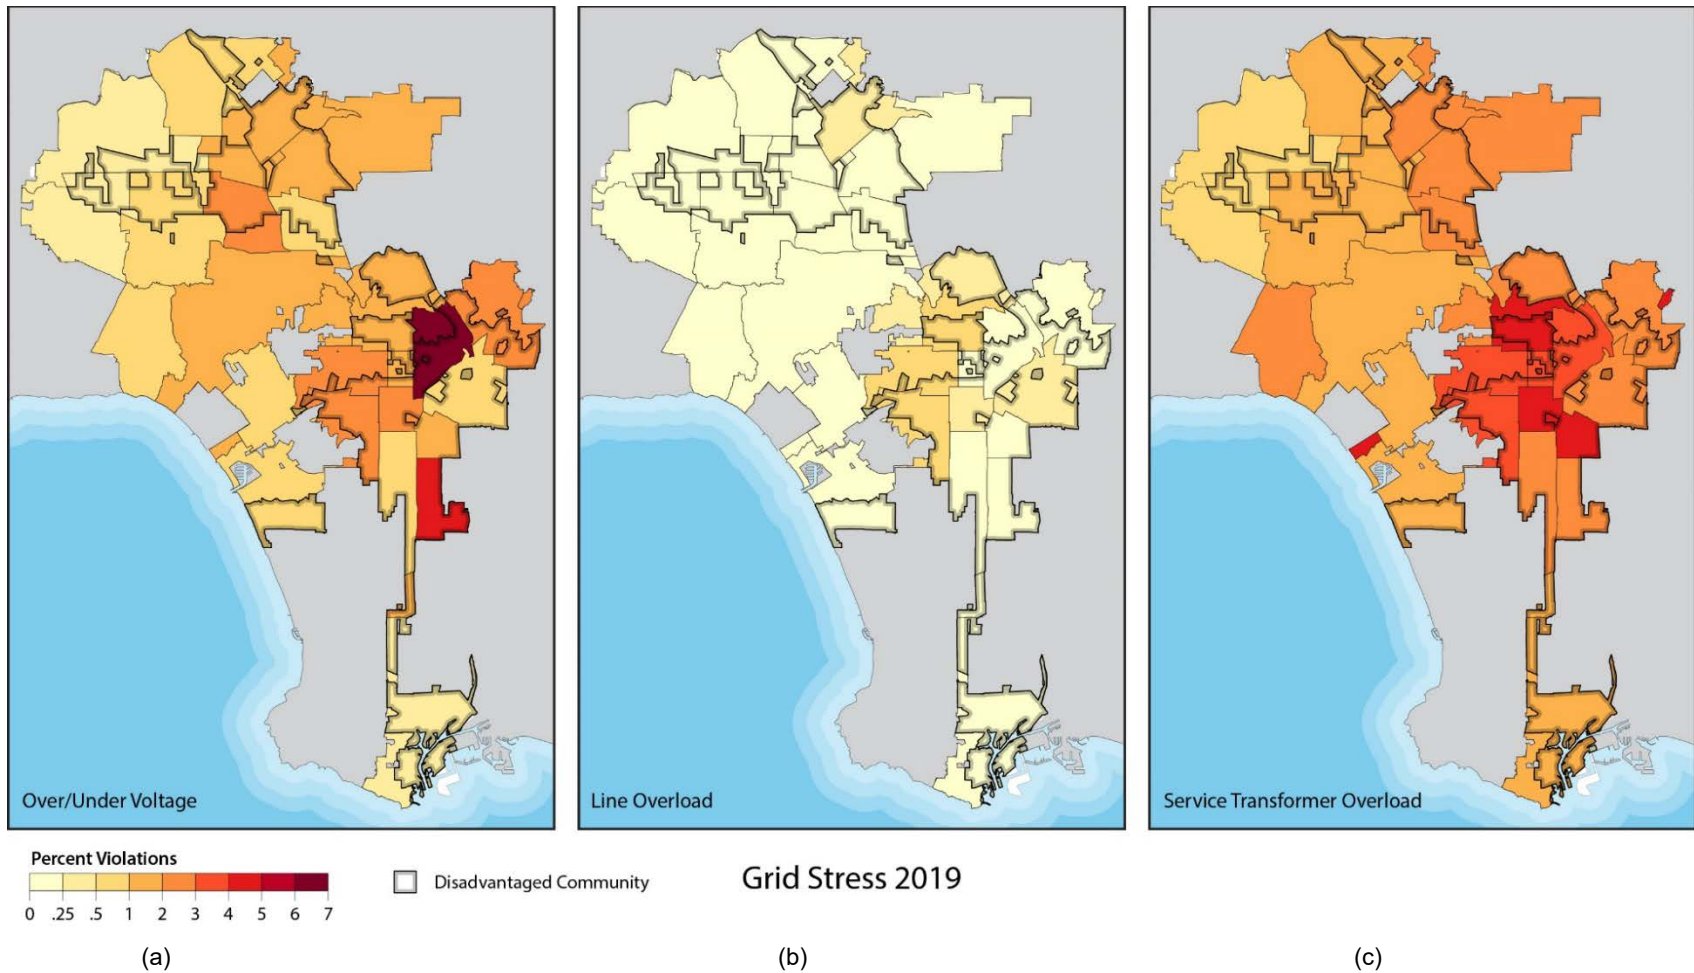 Over/Under Voltage
Line Overload
Service Transformer Overload
Percent Violations
0 .25 .5 1 2 3 4 5 6 7
Disadvantaged Community
Grid Stress 2019
(a)
(b)
(c)